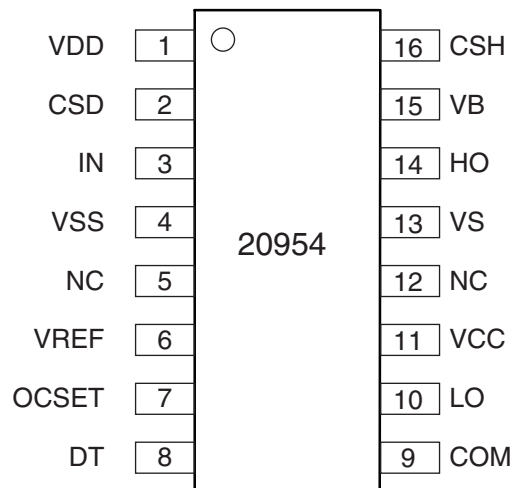 VDD 1 16 CSH
CSD 2 15 VB
IN 3 14 HO
VSS 4 13 VS
20954
NC 5 12 NC
VREF 6 11 VCC
OCSET 7 10 LO
DT 8 9 COM